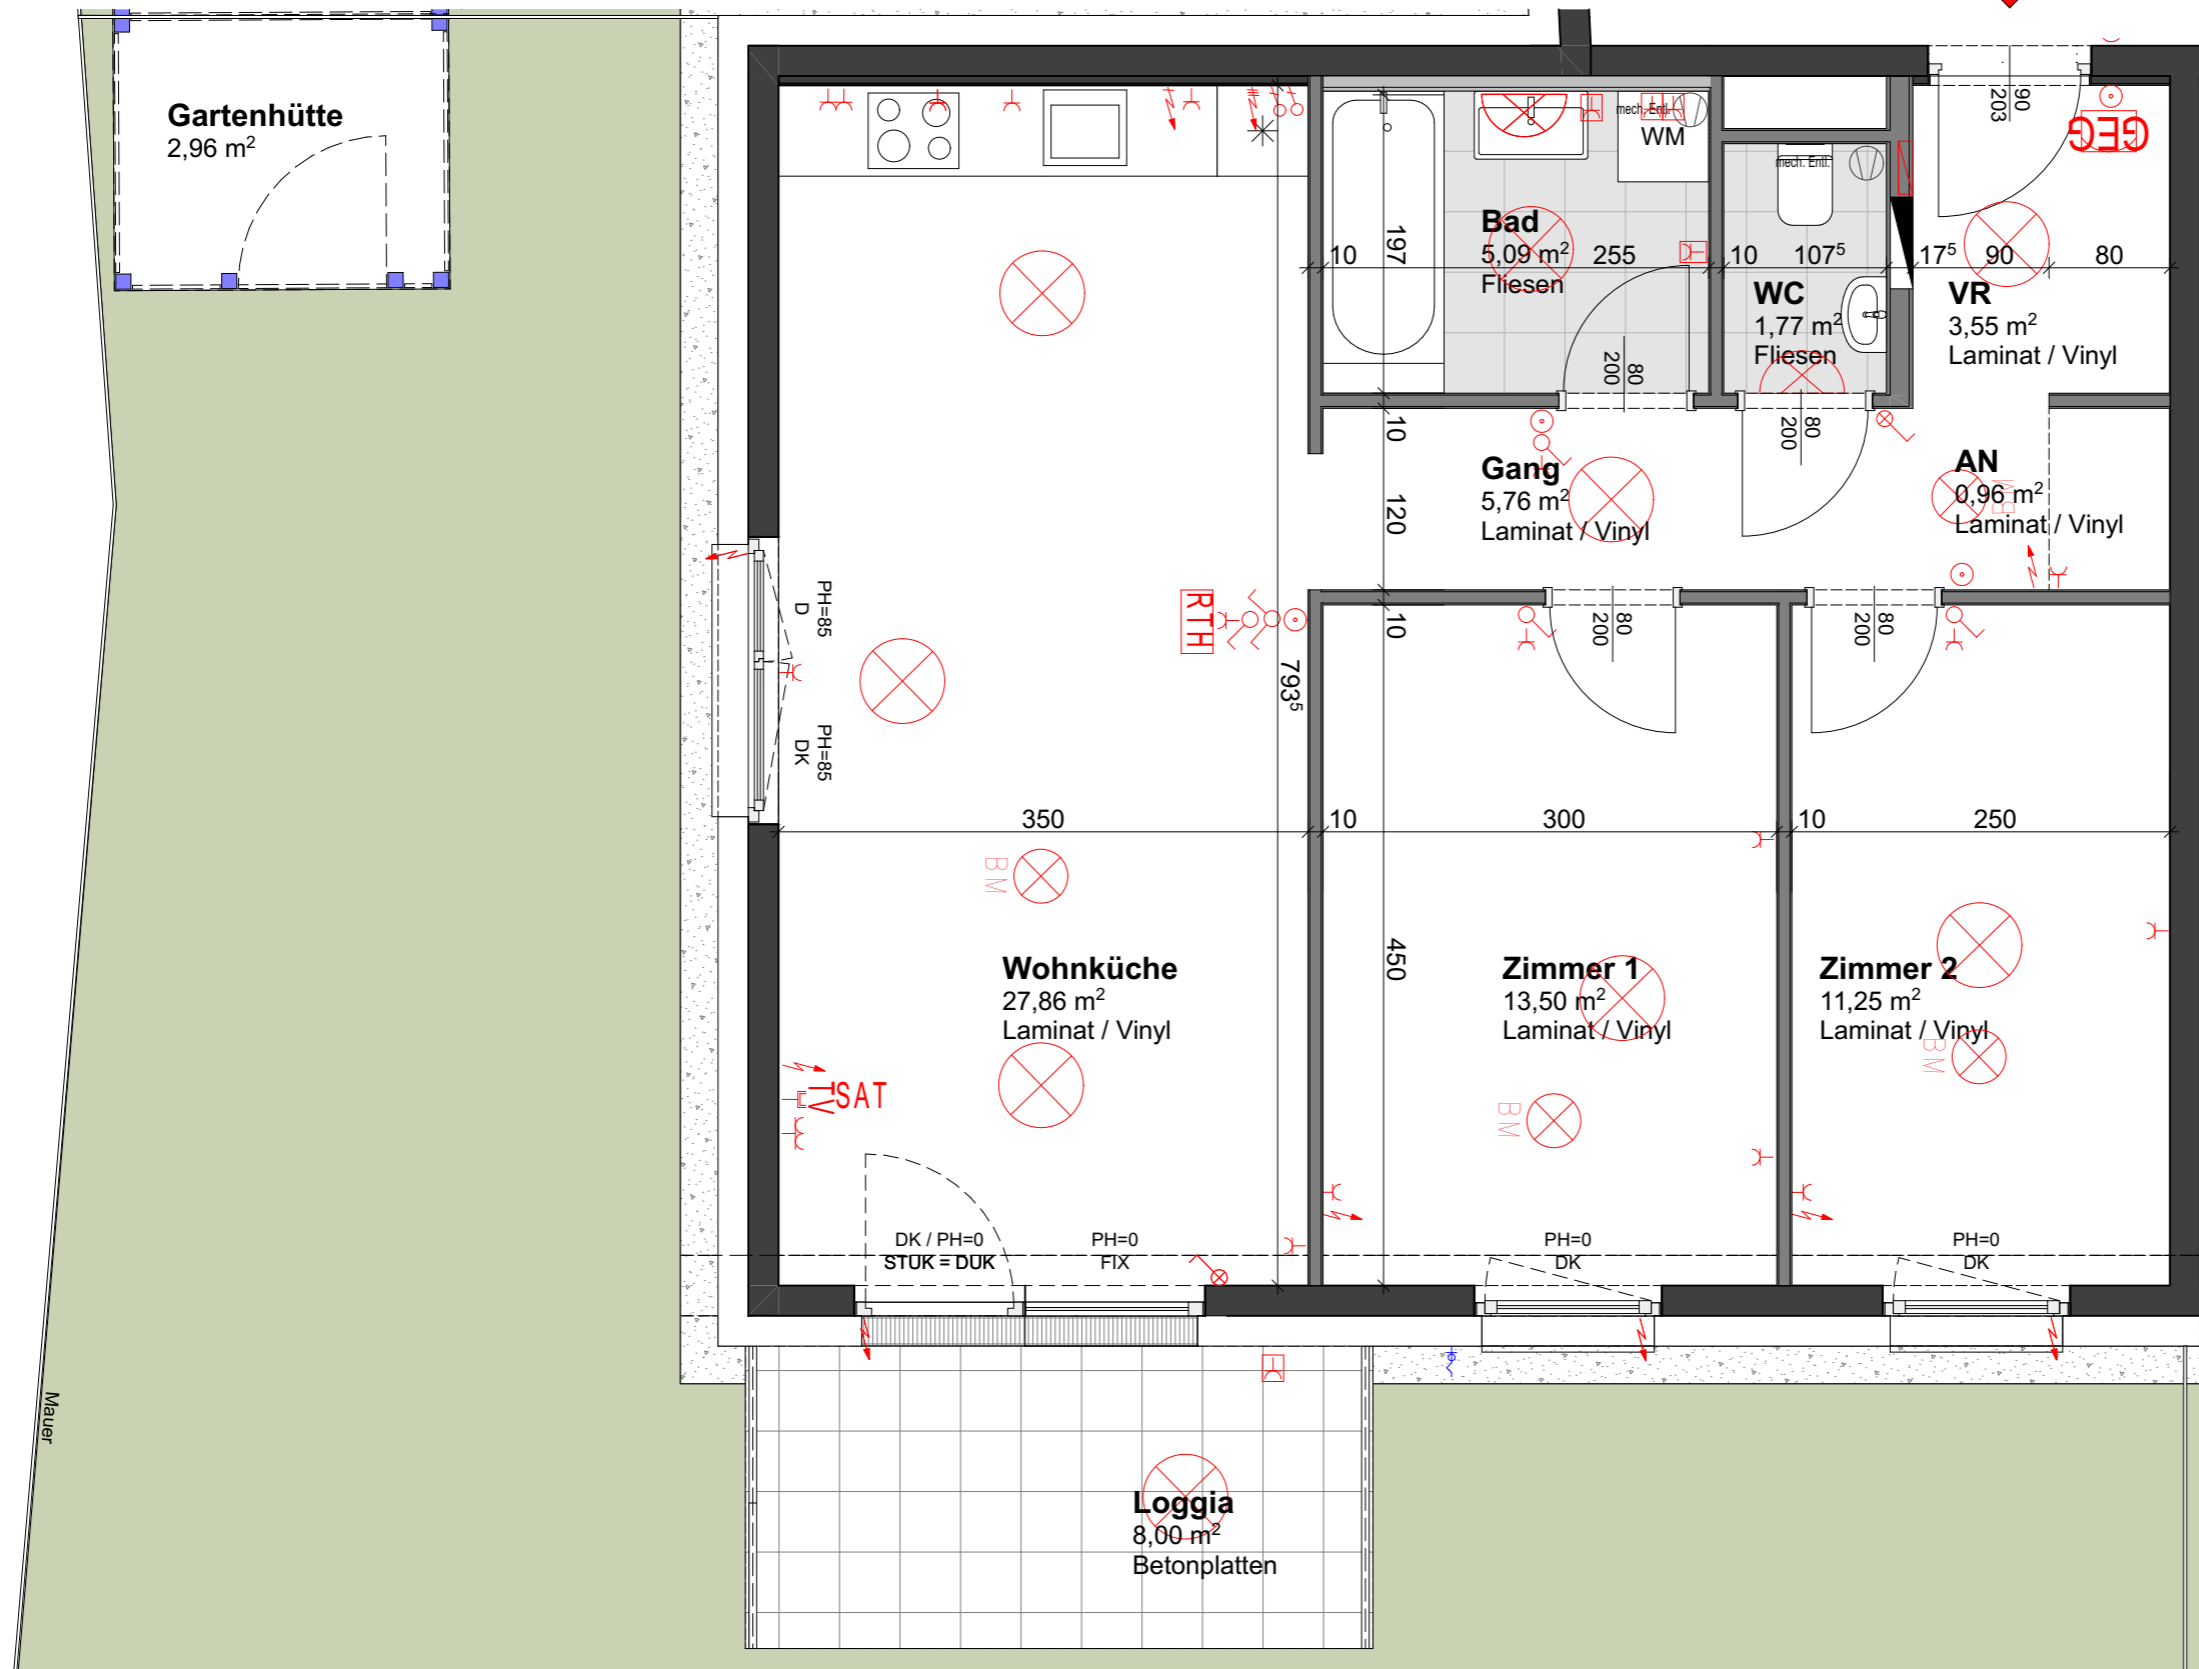 Gartenhütte
2,96 m²
90
203
GEG
mech. Entl.
WM
mech. Entl.
Bad
5,09 m²
Fliesen
197
10
255
10
107⁵
17⁵
90
80
WC
1,77 m²
Fliesen
VR
3,55 m²
Laminat / Vinyl
80
200
80
200
10
Gang
5,76 m²
Laminat / Vinyl
120
AN
0,96 m²
Laminat / Vinyl
BM
PH=85
D
PH=85
DK
RTH
10
80
200
80
200
793⁵
350
10
300
10
250
BM
450
Wohnküche
27,86 m²
Laminat / Vinyl
Zimmer 1
13,50 m²
Laminat / Vinyl
Zimmer 2
11,25 m²
Laminat / Vinyl
BM
BM
TV
SAT
DK / PH=0
STUK = DUK
PH=0
FIX
PH=0
DK
PH=0
DK
Mauer
Loggia
8,00 m²
Betonplatten